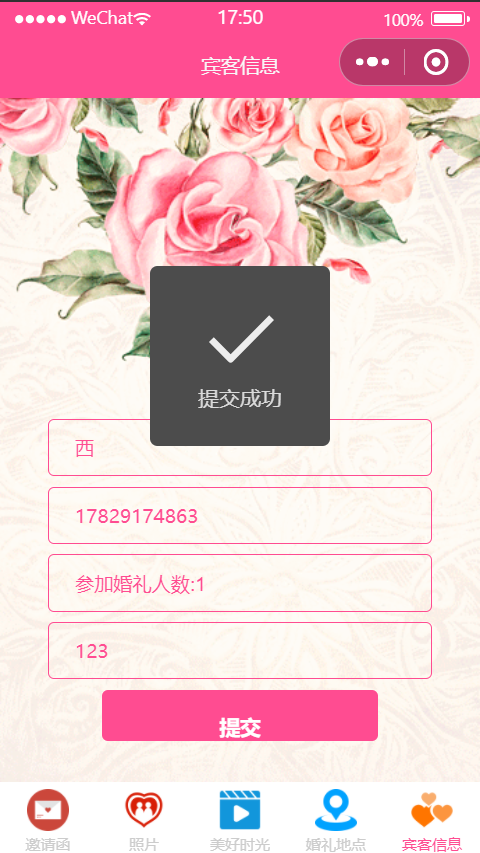 WeChat
17:50
100%
宾客信息
提交成功
西
17829174863
参加婚礼人数:1
123
提交
邀请函
照片
美好时光
婚礼地点
宾客信息